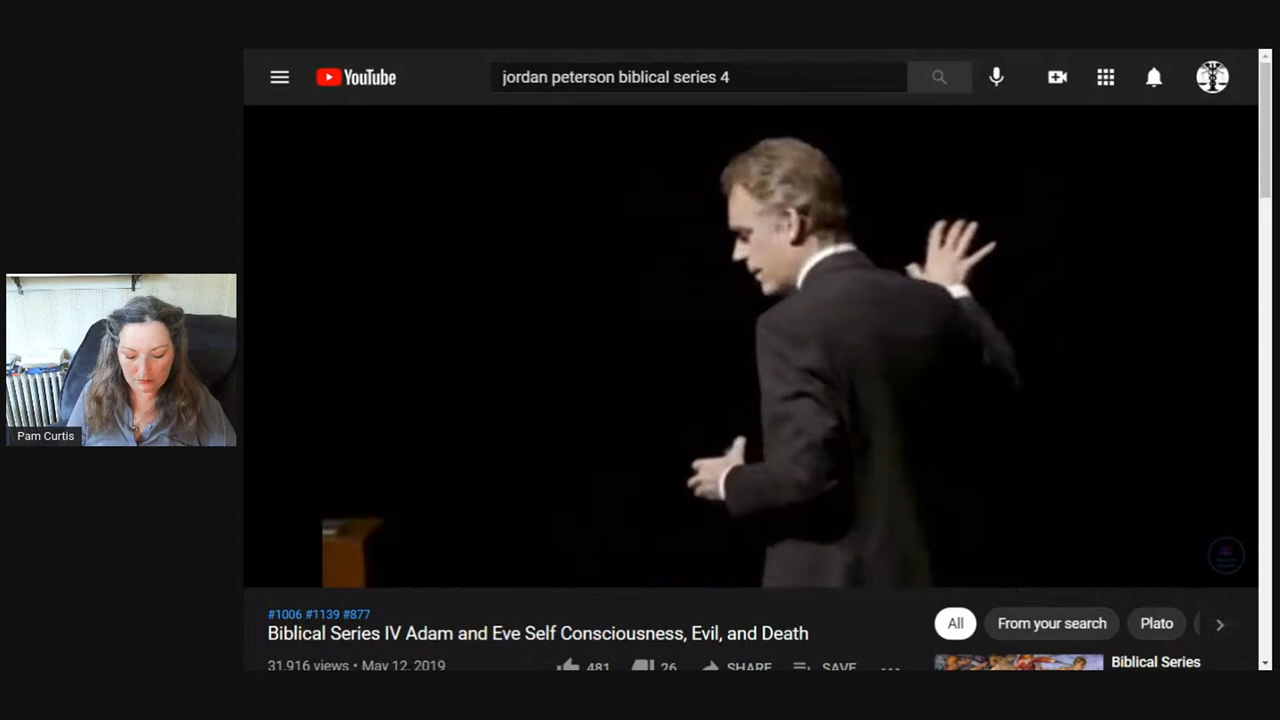 YouTube
jordan peterson biblical series 4
Pam Curtis
#1006 #1139 #877
Biblical Series IV Adam and Eve Self Consciousness, Evil, and Death
31,916 views • May 12, 2019
481
26
SHARE
SAVE
All
From your search
Plato
Biblical Series